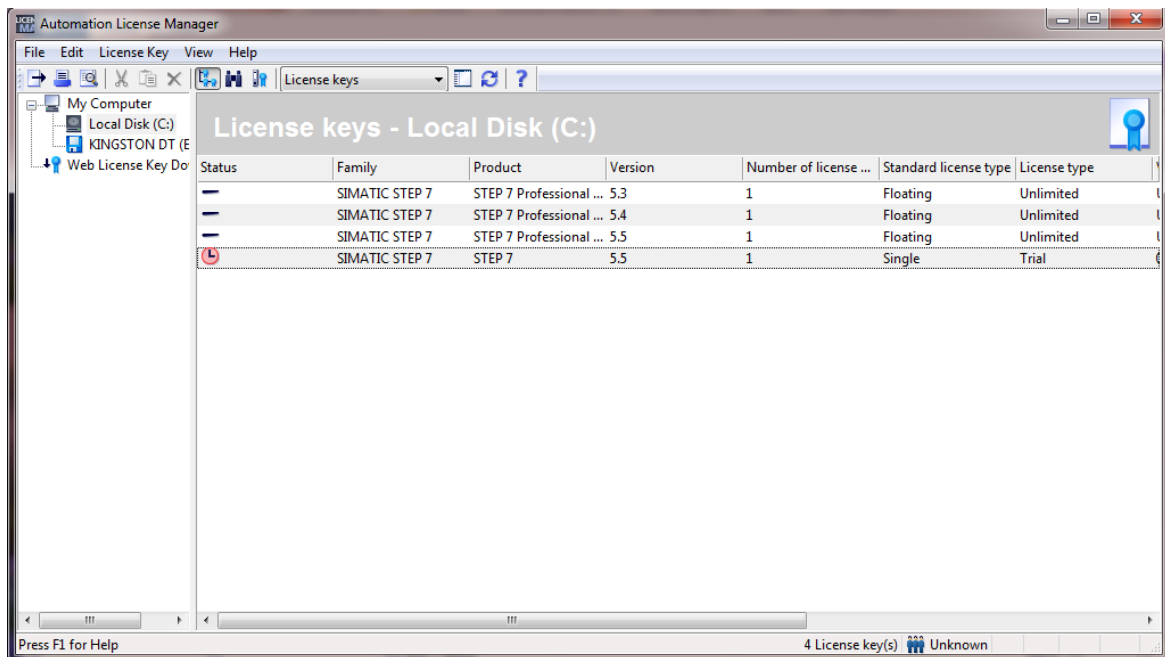 Automation License Manager
File Edit License Key View Help
License keys
My Computer
Local Disk (C:)
KINGSTON DT (E
Web License Key Do
License keys - Local Disk (C:)
Status Family Product Version Number of license ... Standard license type License type
SIMATIC STEP 7 STEP 7 Professional ... 5.3 1 Floating Unlimited
SIMATIC STEP 7 STEP 7 Professional ... 5.4 1 Floating Unlimited
SIMATIC STEP 7 STEP 7 Professional ... 5.5 1 Floating Unlimited
SIMATIC STEP 7 STEP 7 5.5 1 Single Trial
Press F1 for Help 4 License key(s) Unknown